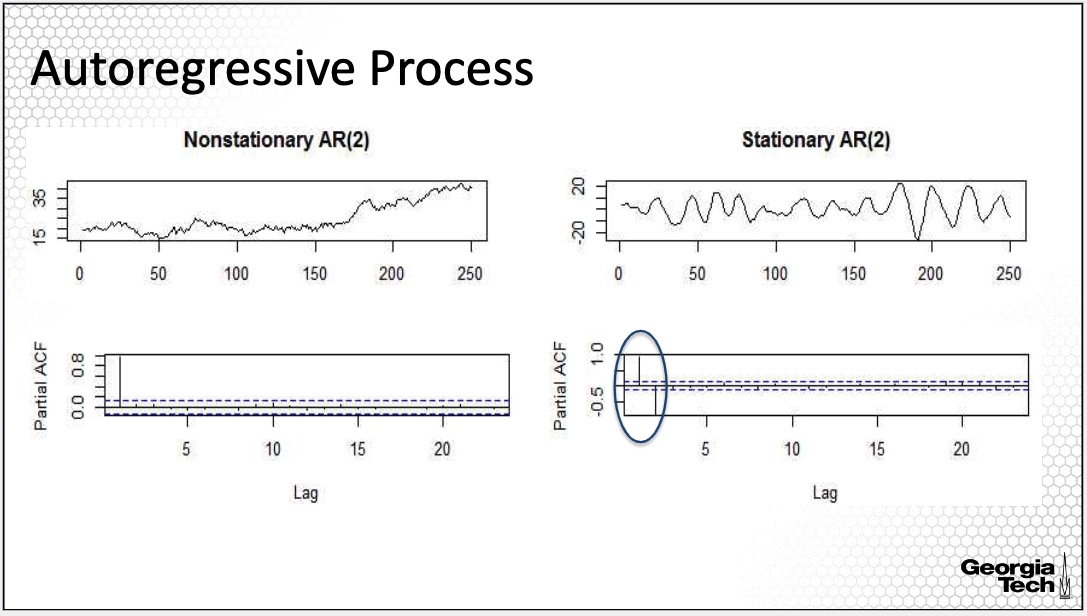 Autoregressive Process
Nonstationary AR(2)
Stationary AR(2)
15 35
0 50 100 150 200 250
-20 20
0 50 100 150 200 250
Partial ACF
0.0 0.8
5 10 15 20
Lag
Partial ACF
-0.5 1.0
5 10 15 20
Lag
Georgia
Tech